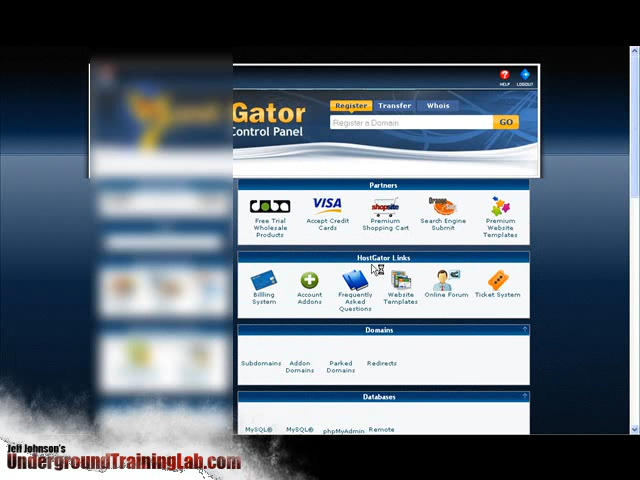 HELP
LOGOUT
Gator
Control Panel
Register
Transfer
Whois
Register a Domain
GO
Partners
VISA
shopsite
Orange
Free Trial Wholesale Products
Accept Credit Cards
Premium Shopping Cart
Search Engine Submit
Premium Website Templates
HostGator Links
Billling System
Account Addons
Frequently Asked Questions
Website Templates
Online Forum
Ticket System
Domains
Subdomains
Addon Domains
Parked Domains
Redirects
Databases
MySQL®
MySQL®
phpMyAdmin
Remote
Jeff Johnson's
UndergroundTrainingLab.com